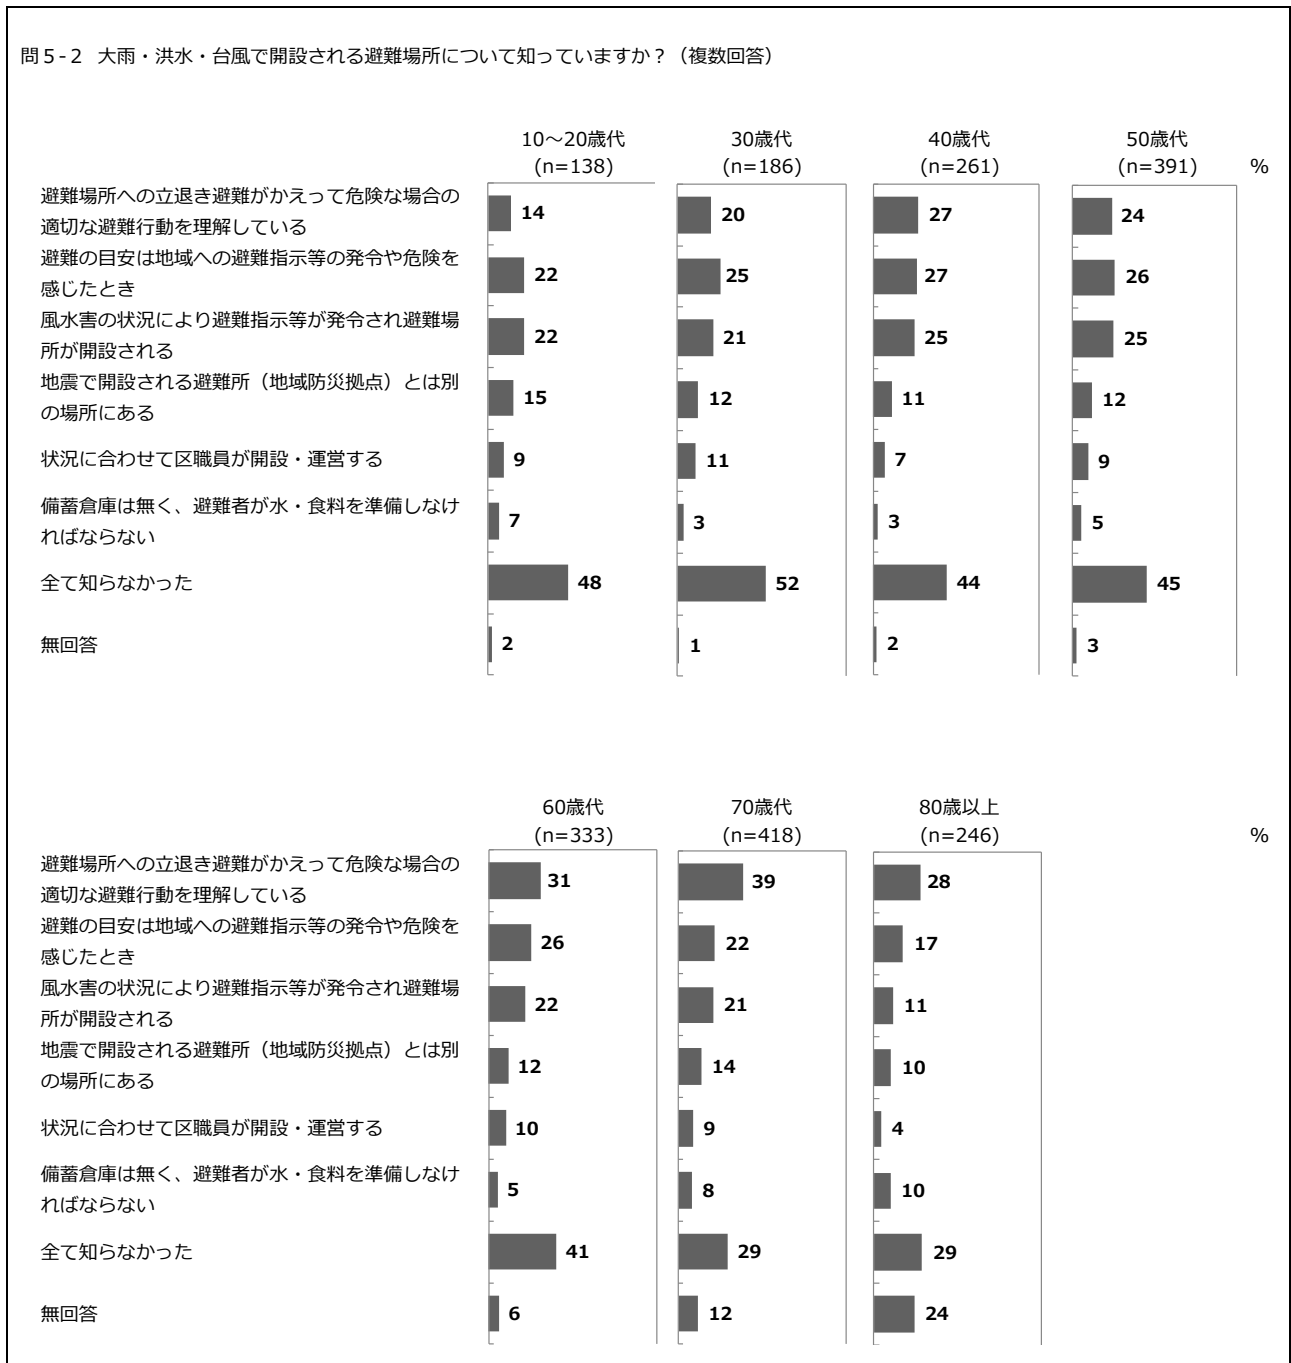 問5-2 大雨・洪水・台風で開設される避難場所について知っていますか？（複数回答）
10～20歳代 30歳代 40歳代 50歳代
(n=138) (n=186) (n=261) (n=391) %
避難場所への立退き避難がかえって危険な場合の
適切な避難行動を理解している
14 20 27 24
避難の目安は地域への避難指示等の発令や危険を
感じたとき
22 25 27 26
風水害の状況により避難指示等が発令され避難場
所が開設される
22 21 25 25
地震で開設される避難所（地域防災拠点）とは別
の場所にある
15 12 11 12
状況に合わせて区職員が開設・運営する
9 11 7 9
備蓄倉庫は無く、避難者が水・食料を準備しなけ
ればならない
7 3 3 5
全て知らなかった
48 52 44 45
無回答
2 1 2 3
60歳代 70歳代 80歳以上
(n=333) (n=418) (n=246) %
避難場所への立退き避難がかえって危険な場合の
適切な避難行動を理解している
31 39 28
避難の目安は地域への避難指示等の発令や危険を
感じたとき
26 22 17
風水害の状況により避難指示等が発令され避難場
所が開設される
22 21 11
地震で開設される避難所（地域防災拠点）とは別
の場所にある
12 14 10
状況に合わせて区職員が開設・運営する
10 9 4
備蓄倉庫は無く、避難者が水・食料を準備しなけ
ればならない
5 8 10
全て知らなかった
41 29 29
無回答
6 12 24